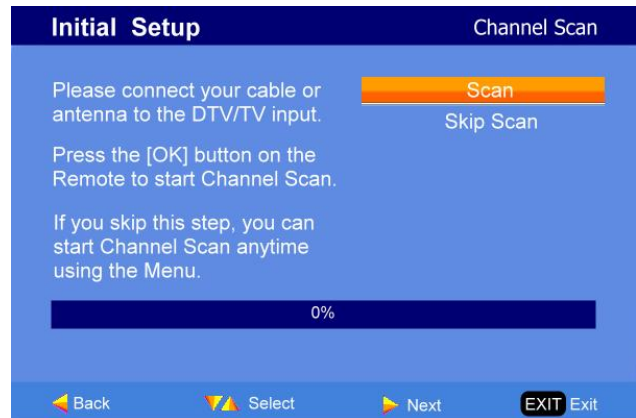 Initial Setup
Channel Scan
Please connect your cable or
antenna to the DTV/TV input.
Press the [OK] button on the
Remote to start Channel Scan.
If you skip this step, you can
start Channel Scan anytime
using the Menu.
Scan
Skip Scan
0%
Back Select Next EXIT Exit